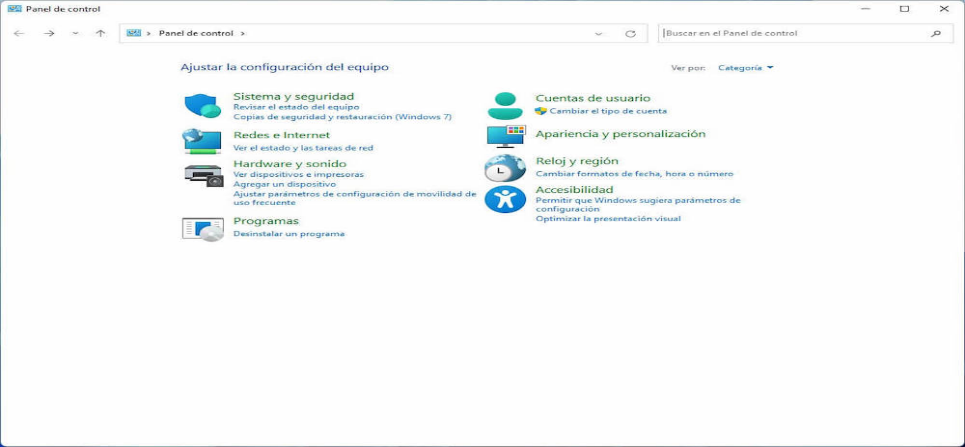 Panel de control
Panel de control
Buscar en el Panel de control
Ajustar la configuración del equipo
Ver por: Categoría
Sistema y seguridad
Revisar el estado del equipo
Copias de seguridad y restauración (Windows 7)
Redes e Internet
Ver el estado y las tareas de red
Hardware y sonido
Ver dispositivos e impresoras
Agregar un dispositivo
Ajustar parámetros de configuración de movilidad de
uso frecuente
Programas
Desinstalar un programa
Cuentas de usuario
Cambiar el tipo de cuenta
Apariencia y personalización
Reloj y región
Cambiar formatos de fecha, hora o número
Accesibilidad
Permitir que Windows sugiera parámetros de
configuración
Optimizar la presentación visual